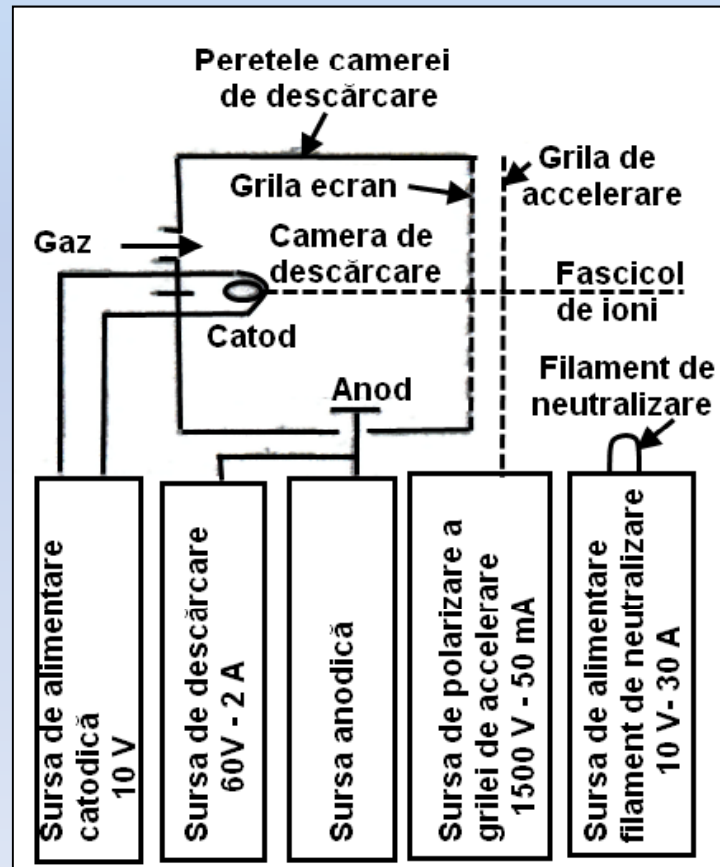 Peretele camerei
de descărcare
Grila ecran
Grila de
accelerare
Gaz
Camera de
descărcare
Fascicol
de ioni
Catod
Anod
Filament de
neutralizare
Sursa de alimentare
catodică
10 V
Sursa de descărcare
60V - 2 A
Sursa anodică
Sursa de polarizare a
grilei de accelerare
1500 V - 50 mA
Sursa de alimentare
filament de neutralizare
10 V- 30 A